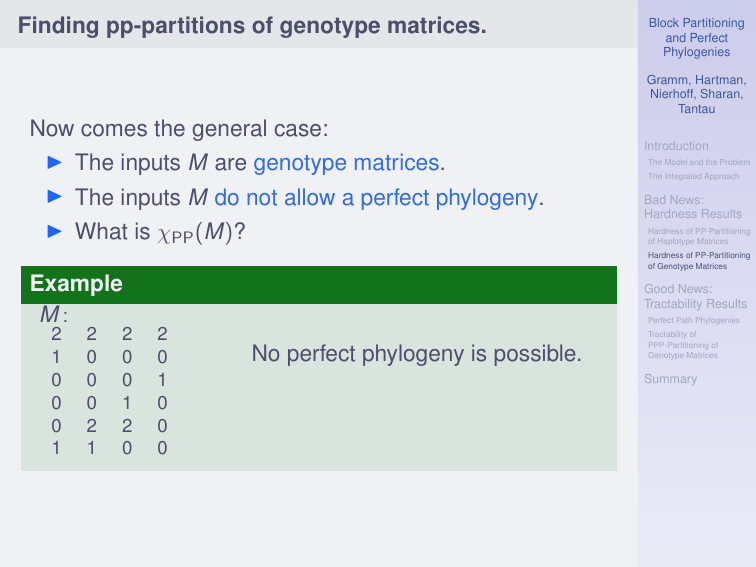 Finding pp-partitions of genotype matrices.
Now comes the general case:
The inputs M are genotype matrices.
The inputs M do not allow a perfect phylogeny.
What is χPP(M)?
Example
M:
2 2 2 2
1 0 0 0
0 0 0 1
0 0 1 0
0 2 2 0
1 1 0 0
No perfect phylogeny is possible.
Block Partitioning
and Perfect
Phylogenies
Gramm, Hartman,
Nierhoff, Sharan,
Tantau
Introduction
The Model and the Problem
The Integrated Approach
Bad News:
Hardness Results
Hardness of PP-Partitioning
of Haplotype Matrices
Hardness of PP-Partitioning
of Genotype Matrices
Good News:
Tractability Results
Perfect Path Phylogenies
Tractability of
PPP-Partitioning of
Genotype Matrices
Summary